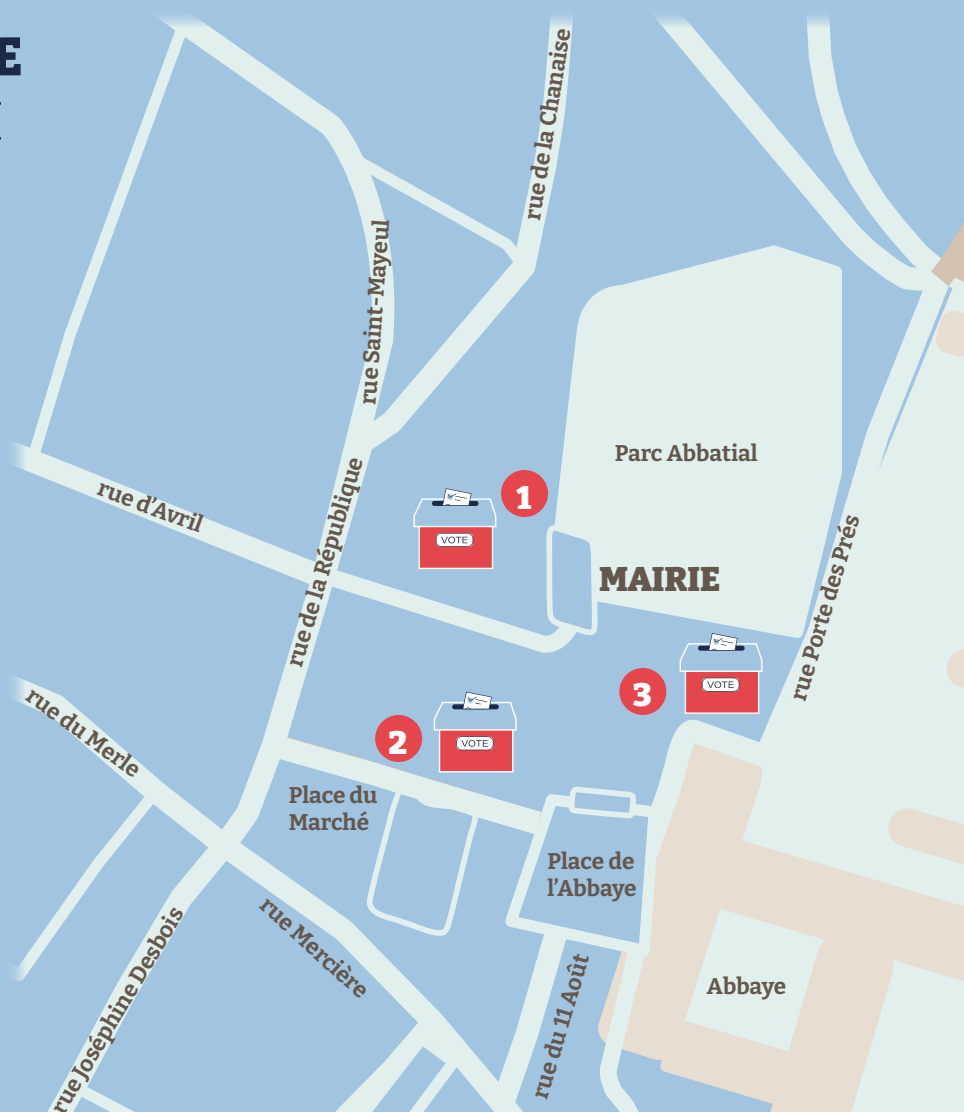 E
rue de la Chanaise
rue Saint-Mayeul
Parc Abbatial
rue d'Avril
rue de la République
1
VOTE
MAIRIE
rue Porte des Prés
3
VOTE
2
VOTE
rue du Merle
Place du
Marché
Place de
l'Abbaye
rue Mercière
rue Joséphine Desbois
rue du 11 Août
Abbaye